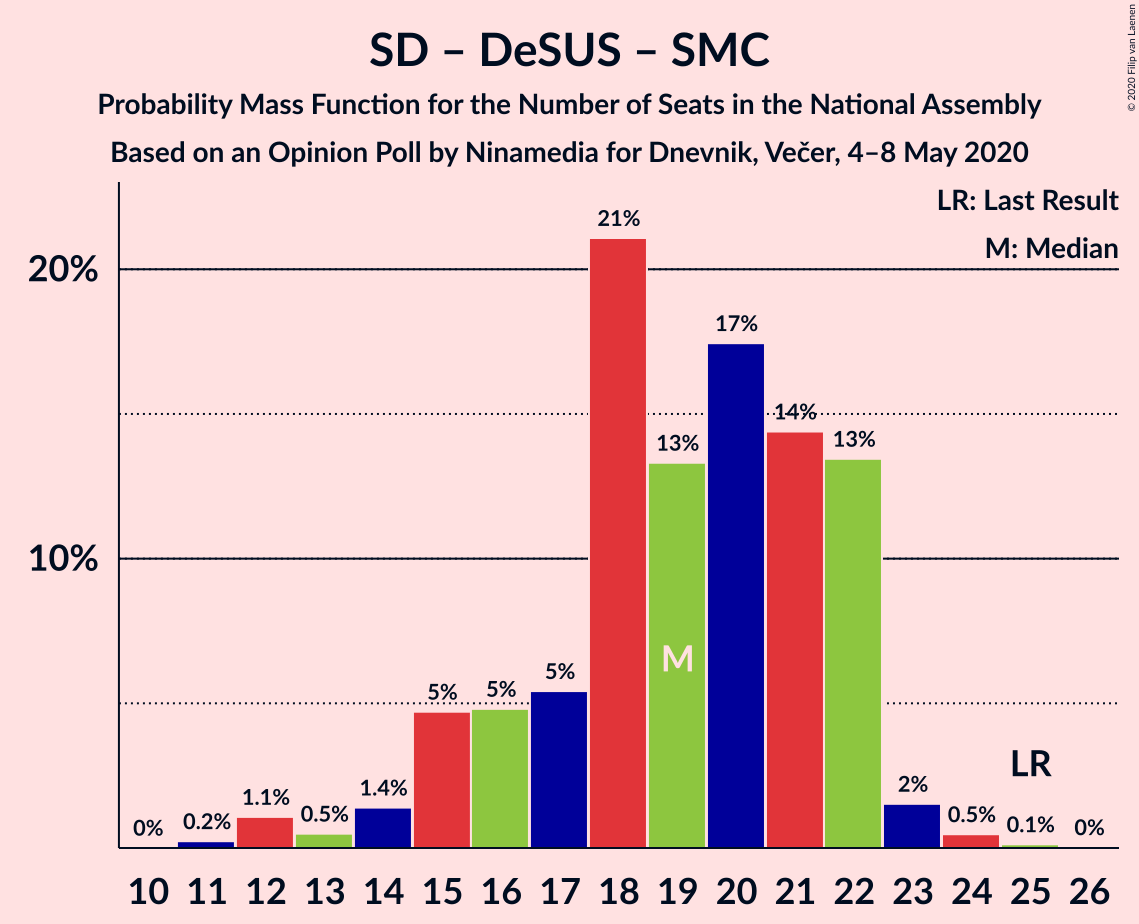 SD – DeSUS – SMC
Probability Mass Function for the Number of Seats in the National Assembly
Based on an Opinion Poll by Ninamedia for Dnevnik, Večer, 4–8 May 2020
© 2020 Filip van Laenen
LR: Last Result
M: Median
20%
10%
0%
0.2%
1.1%
0.5%
1.4%
5%
5%
5%
21%
13%
17%
14%
13%
2%
0.5%
0.1%
0%
M
LR
10 11 12 13 14 15 16 17 18 19 20 21 22 23 24 25 26